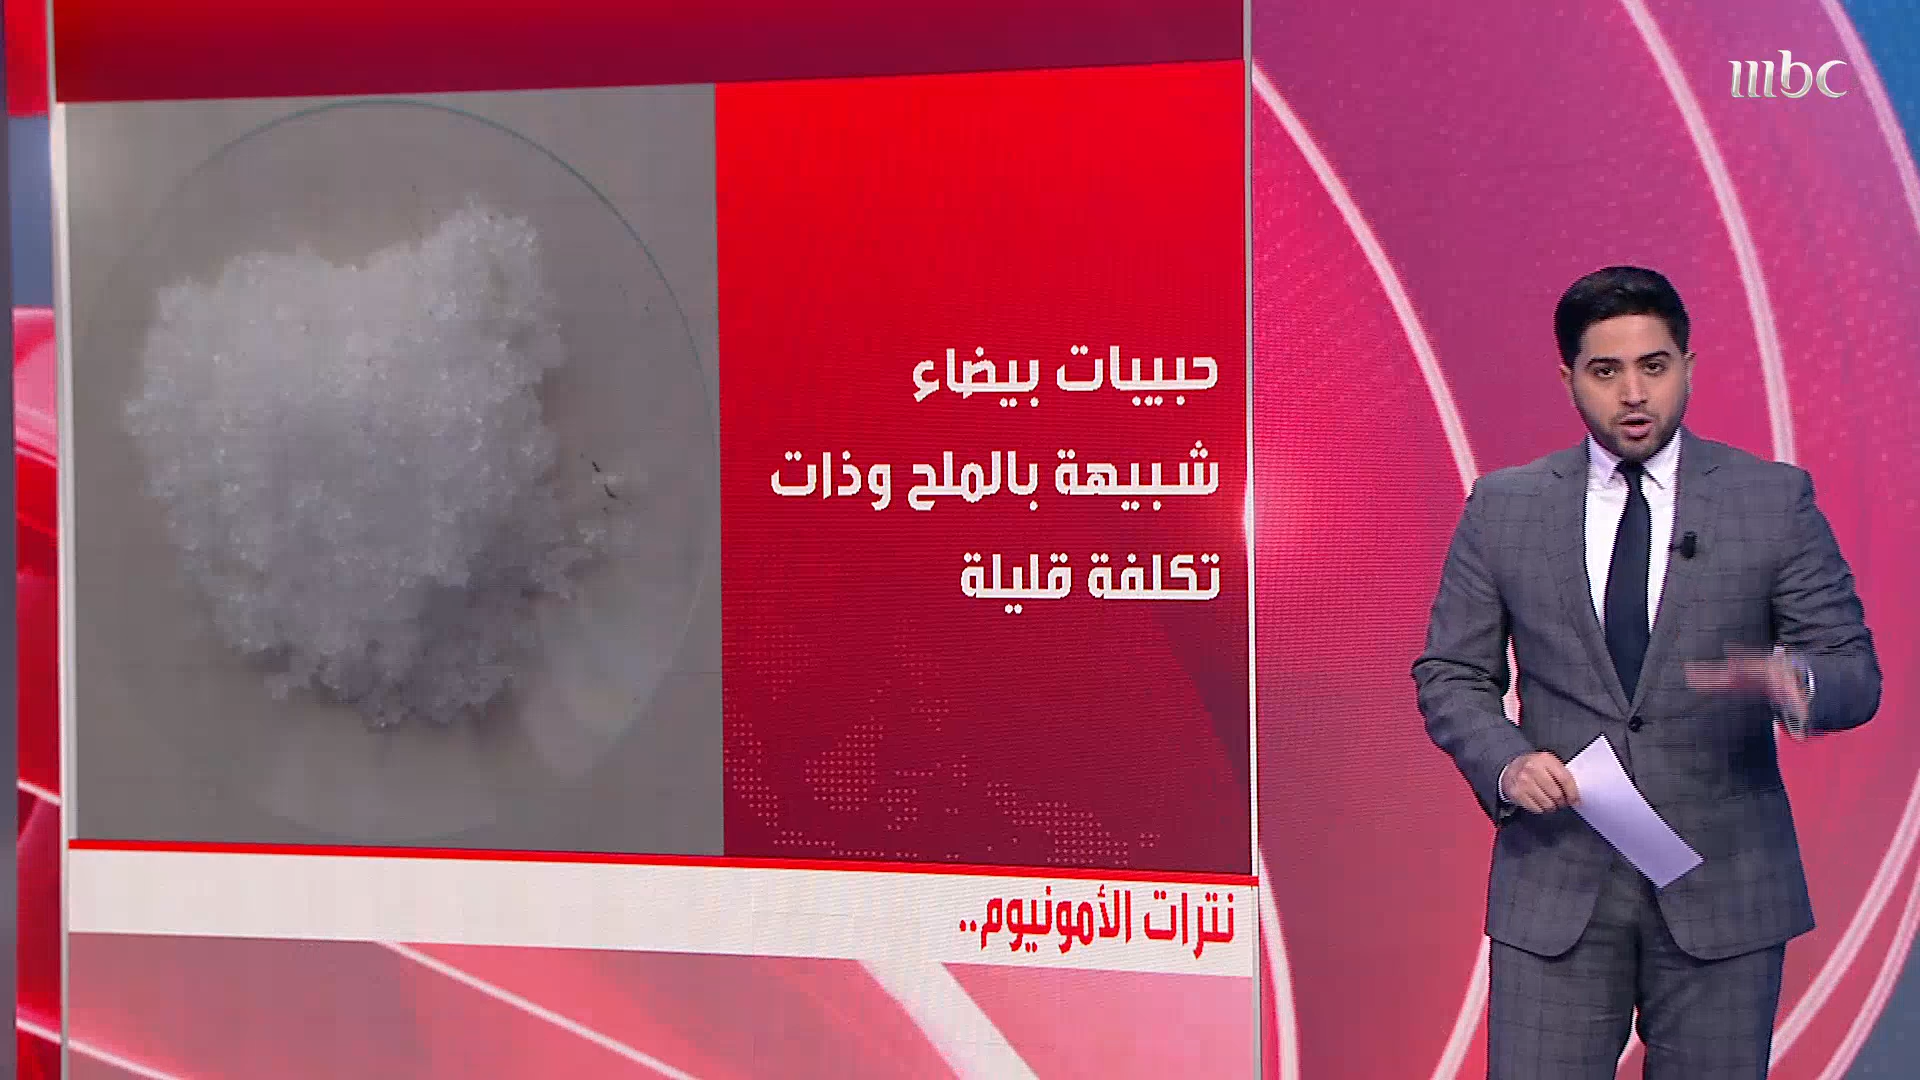 mbc
حبيبات بيضاء
شبيهة بالملح وذات
تكلفة قليلة
نترات الأمونيوم..